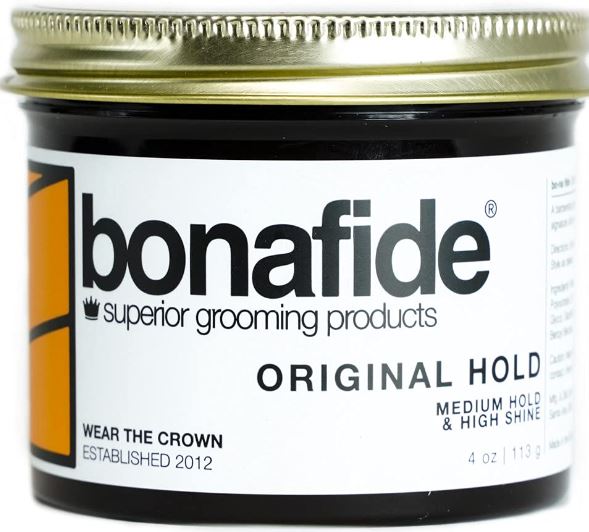 bonafide®
superior grooming products
ORIGINAL HOLD
MEDIUM HOLD
& HIGH SHINE
WEAR THE CROWN
ESTABLISHED 2012
4 oz | 113 g